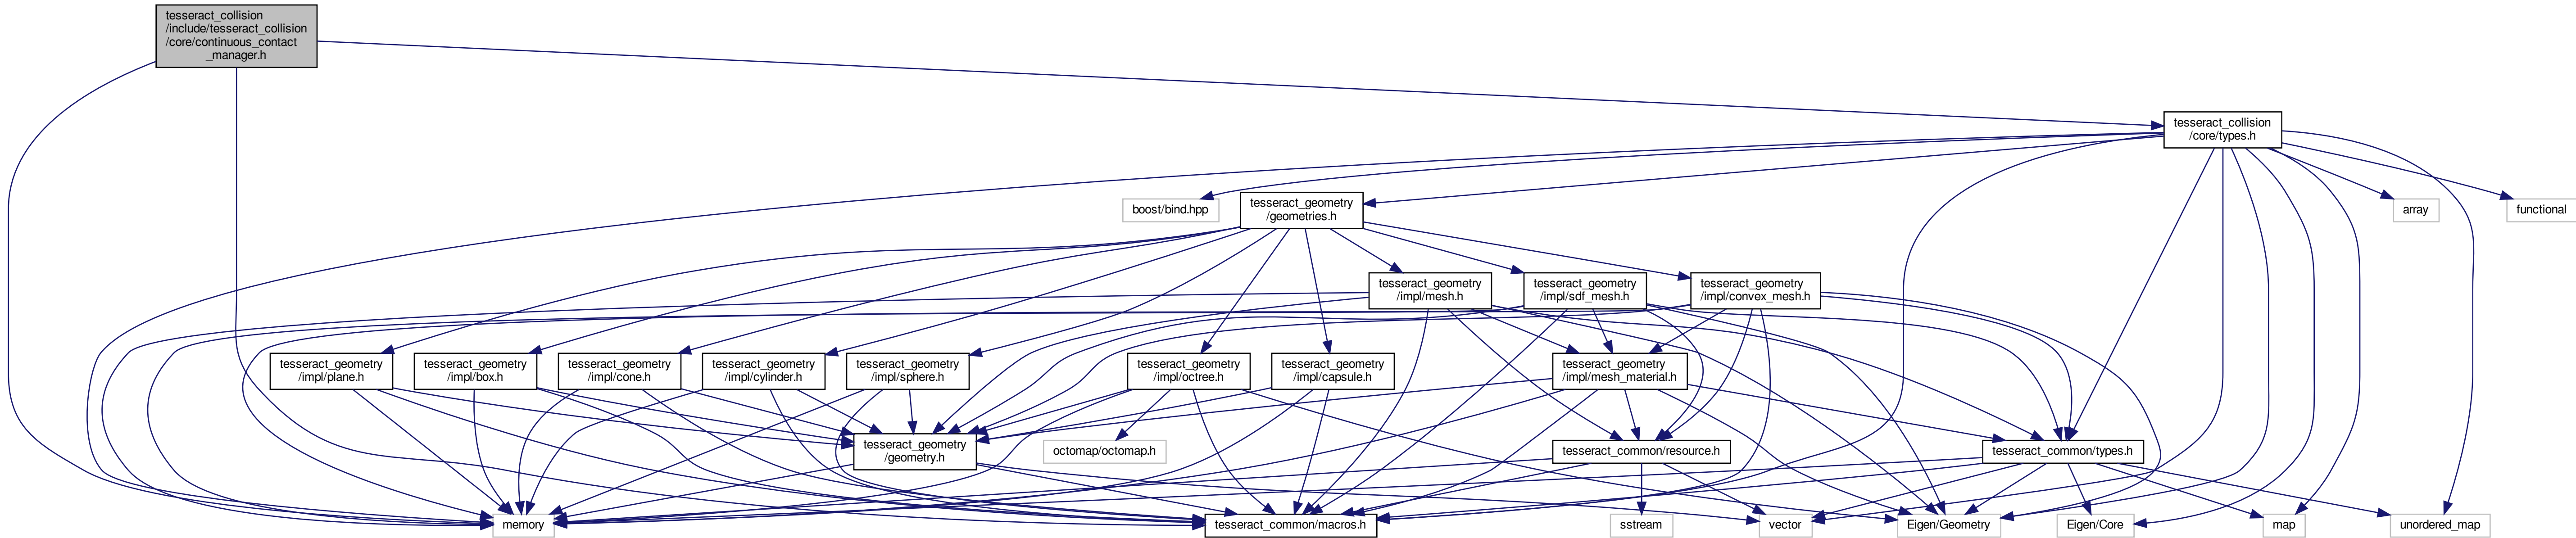 tesseract_collision
/include/tesseract_collision
/core/continuous_contact
_manager.h
tesseract_collision
/core/types.h
boost/bind.hpp
tesseract_geometry
/geometries.h
array
functional
tesseract_geometry
/impl/mesh.h
tesseract_geometry
/impl/sdf_mesh.h
tesseract_geometry
/impl/convex_mesh.h
tesseract_geometry
/impl/plane.h
tesseract_geometry
/impl/box.h
tesseract_geometry
/impl/cone.h
tesseract_geometry
/impl/cylinder.h
tesseract_geometry
/impl/sphere.h
tesseract_geometry
/impl/octree.h
tesseract_geometry
/impl/capsule.h
tesseract_geometry
/impl/mesh_material.h
tesseract_geometry
/geometry.h
octomap/octomap.h
tesseract_common/resource.h
tesseract_common/types.h
memory
tesseract_common/macros.h
sstream
vector
Eigen/Geometry
Eigen/Core
map
unordered_map